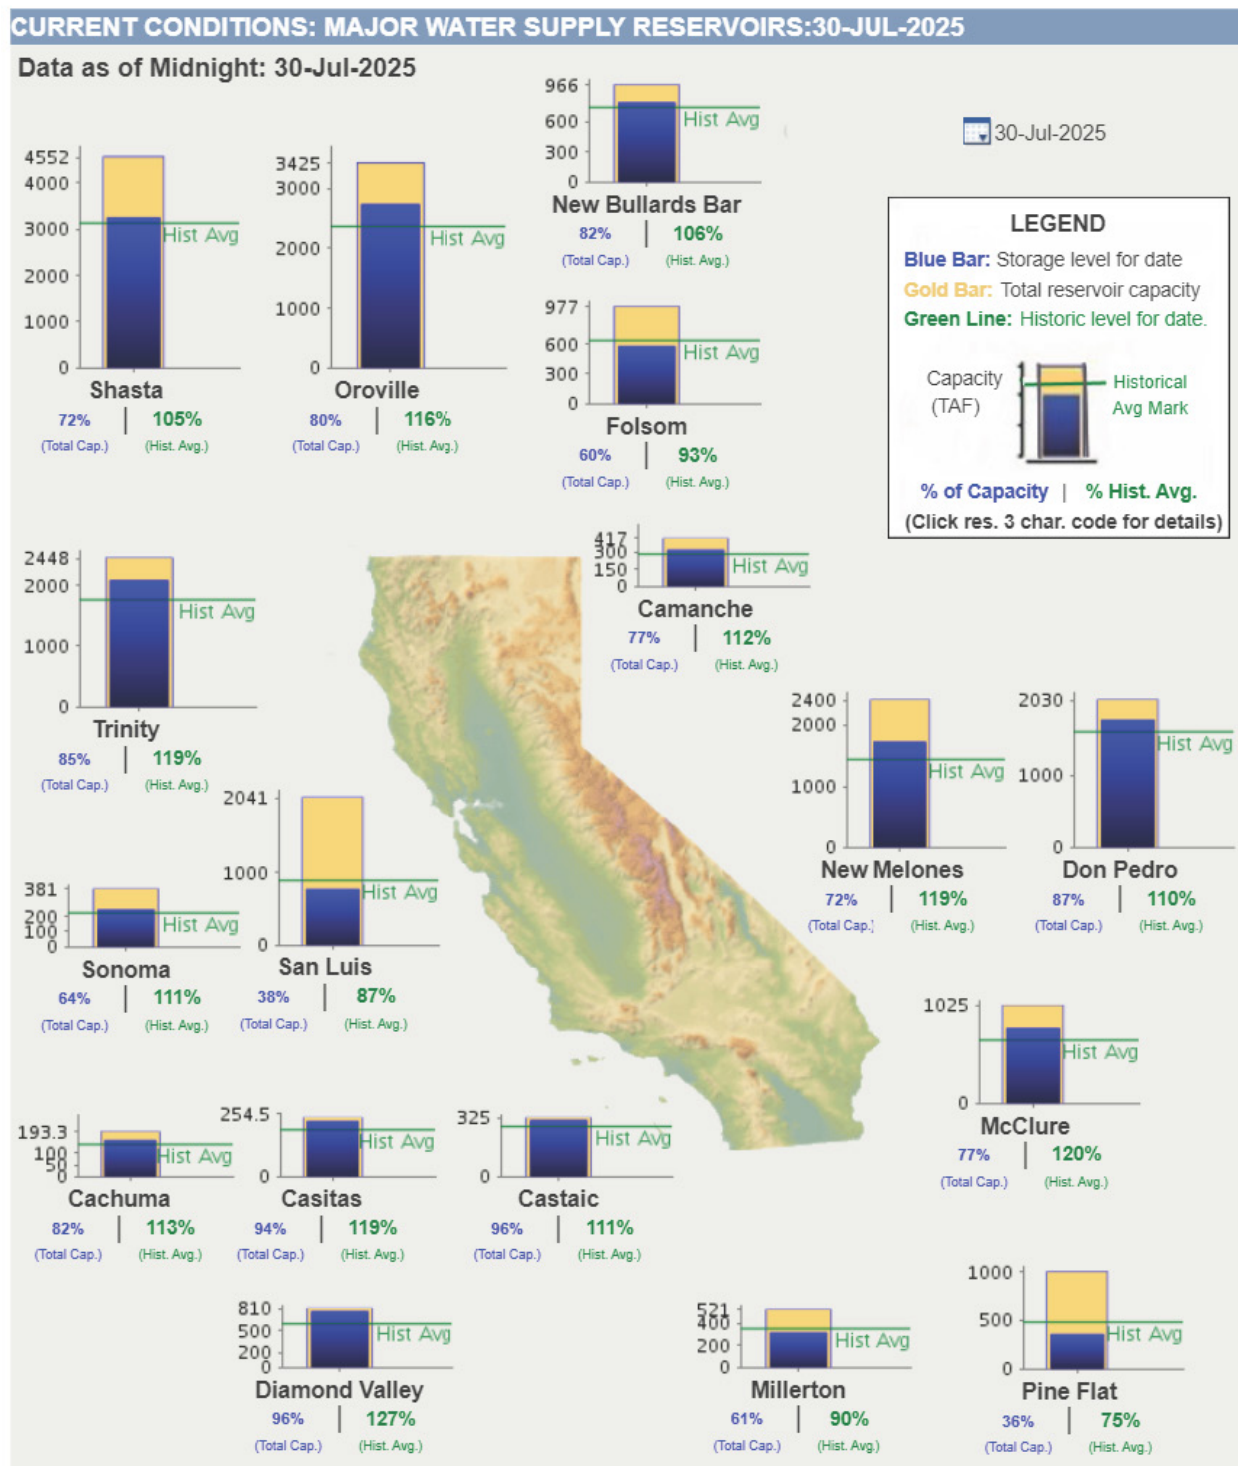 CURRENT CONDITIONS: MAJOR WATER SUPPLY RESERVOIRS:30-JUL-2025
Data as of Midnight: 30-Jul-2025
30-Jul-2025
LEGEND
Blue Bar: Storage level for date
Gold Bar: Total reservoir capacity
Green Line: Historic level for date.
Capacity
(TAF)
Historical
Avg Mark
% of Capacity | % Hist. Avg.
(Click res. 3 char. code for details)
4552
4000
3000
2000
1000
0
Hist Avg
Shasta
72% | 105%
(Total Cap.) (Hist. Avg.)
3425
3000
2000
1000
0
Hist Avg
Oroville
80% | 116%
(Total Cap.) (Hist. Avg.)
966
600
300
0
Hist Avg
New Bullards Bar
82% | 106%
(Total Cap.) (Hist. Avg.)
977
600
300
0
Hist Avg
Folsom
60% | 93%
(Total Cap.) (Hist. Avg.)
2448
2000
1000
0
Hist Avg
Trinity
85% | 119%
(Total Cap.) (Hist. Avg.)
417
300
150
0
Hist Avg
Camanche
77% | 112%
(Total Cap.) (Hist. Avg.)
2400
2000
1000
0
Hist Avg
New Melones
72% | 119%
(Total Cap.) (Hist. Avg.)
2030
1000
0
Hist Avg
Don Pedro
87% | 110%
(Total Cap.) (Hist. Avg.)
381
200
100
0
Hist Avg
Sonoma
64% | 111%
(Total Cap.) (Hist. Avg.)
2041
1000
0
Hist Avg
San Luis
38% | 87%
(Total Cap.) (Hist. Avg.)
1025
0
Hist Avg
McClure
77% | 120%
(Total Cap.) (Hist. Avg.)
193.3
100
50
0
Hist Avg
Cachuma
82% | 113%
(Total Cap.) (Hist. Avg.)
254.5
0
Hist Avg
Casitas
94% | 119%
(Total Cap.) (Hist. Avg.)
325
0
Hist Avg
Castaic
96% | 111%
(Total Cap.) (Hist. Avg.)
810
500
200
0
Hist Avg
Diamond Valley
96% | 127%
(Total Cap.) (Hist. Avg.)
521
400
200
0
Hist Avg
Millerton
61% | 90%
(Total Cap.) (Hist. Avg.)
1000
500
0
Hist Avg
Pine Flat
36% | 75%
(Total Cap.) (Hist. Avg.)